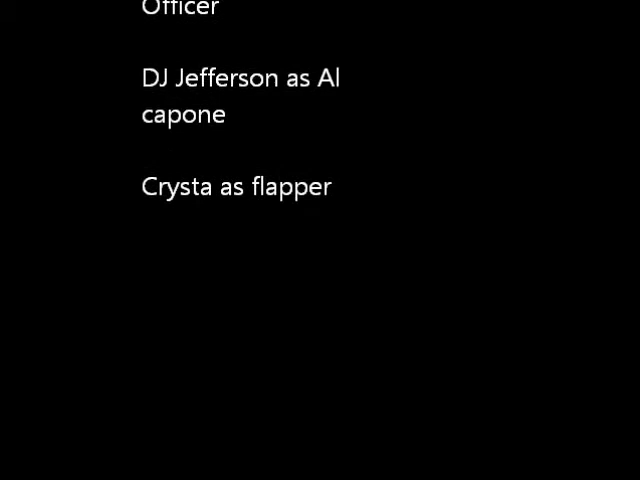 Officer
DJ Jefferson as Al
capone
Crysta as flapper